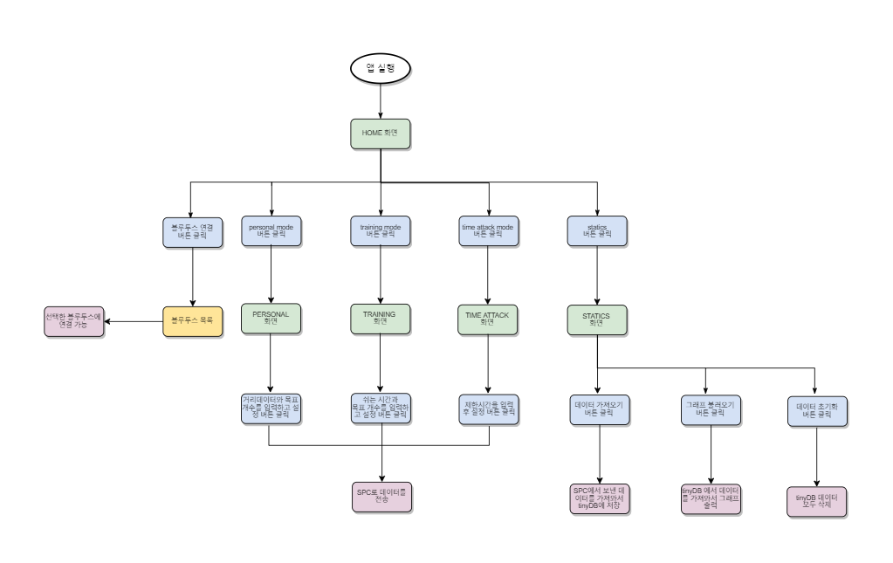 앱 실행
HOME 화면
블루투스 연결
버튼 클릭
personal mode
버튼 클릭
training mode
버튼 클릭
time attack mode
버튼 클릭
statics
버튼 클릭
선택한 블루투스에
연결 가능
블루투스 목록
PERSONAL
화면
TRAINING
화면
TIME ATTACK
화면
STATICS
화면
거리데이터와 목표
개수를 입력하고 설
정 버튼 클릭
쉬는 시간과
목표 개수를 입력하
고 설정 버튼 클릭
제한시간을 입력
후 설정 버튼 클릭
데이터 가져오기
버튼 클릭
그래프 불러오기
버튼 클릭
데이터 초기화
버튼 클릭
SPC로 데이터를
전송
SPC에서 보낸 데
이터를 가져와서
tinyDB에 저장
tinyDB 에서 데이터
를 가져와서 그래프
출력
tinyDB 데이터
모두 삭제